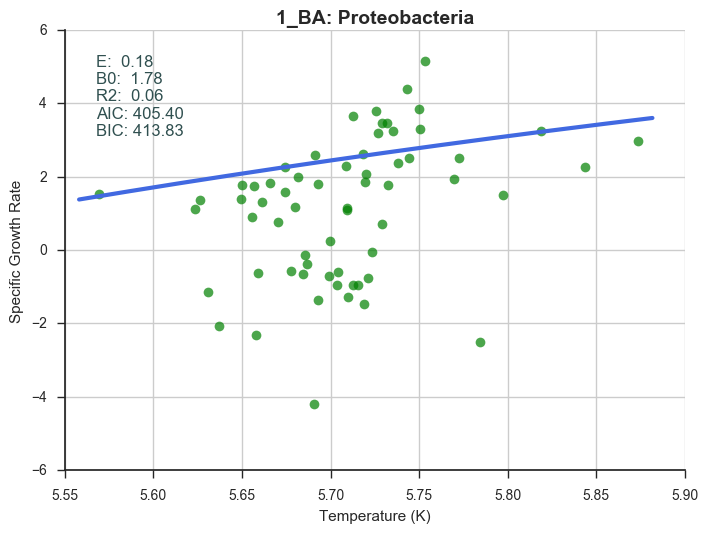 1_BA: Proteobacteria
E:  0.18
B0:  1.78
R2:  0.06
AIC: 405.40
BIC: 413.83
Specific Growth Rate
6
4
2
0
−2
−4
−6
5.55 5.60 5.65 5.70 5.75 5.80 5.85 5.90
Temperature (K)